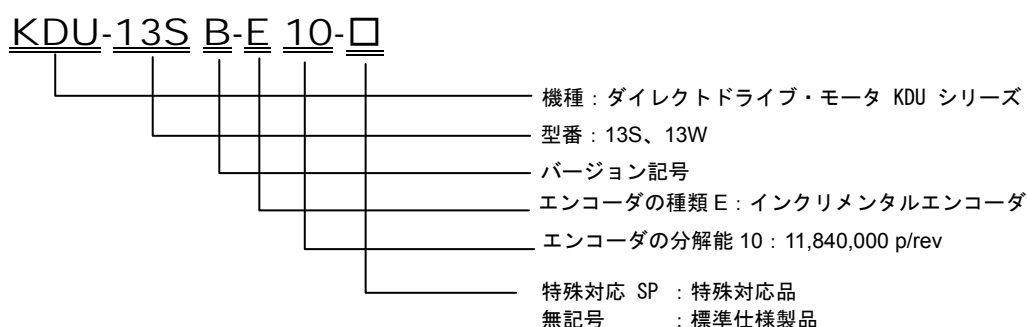 KDU-13S B-E 10-□
機種：ダイレクトドライブ・モータ KDU シリーズ
型番：13S、13W
バージョン記号
エンコーダの種類 E：インクリメンタルエンコーダ
エンコーダの分解能 10：11,840,000 p/rev
特殊対応 SP ：特殊対応品
無記号 ：標準仕様製品